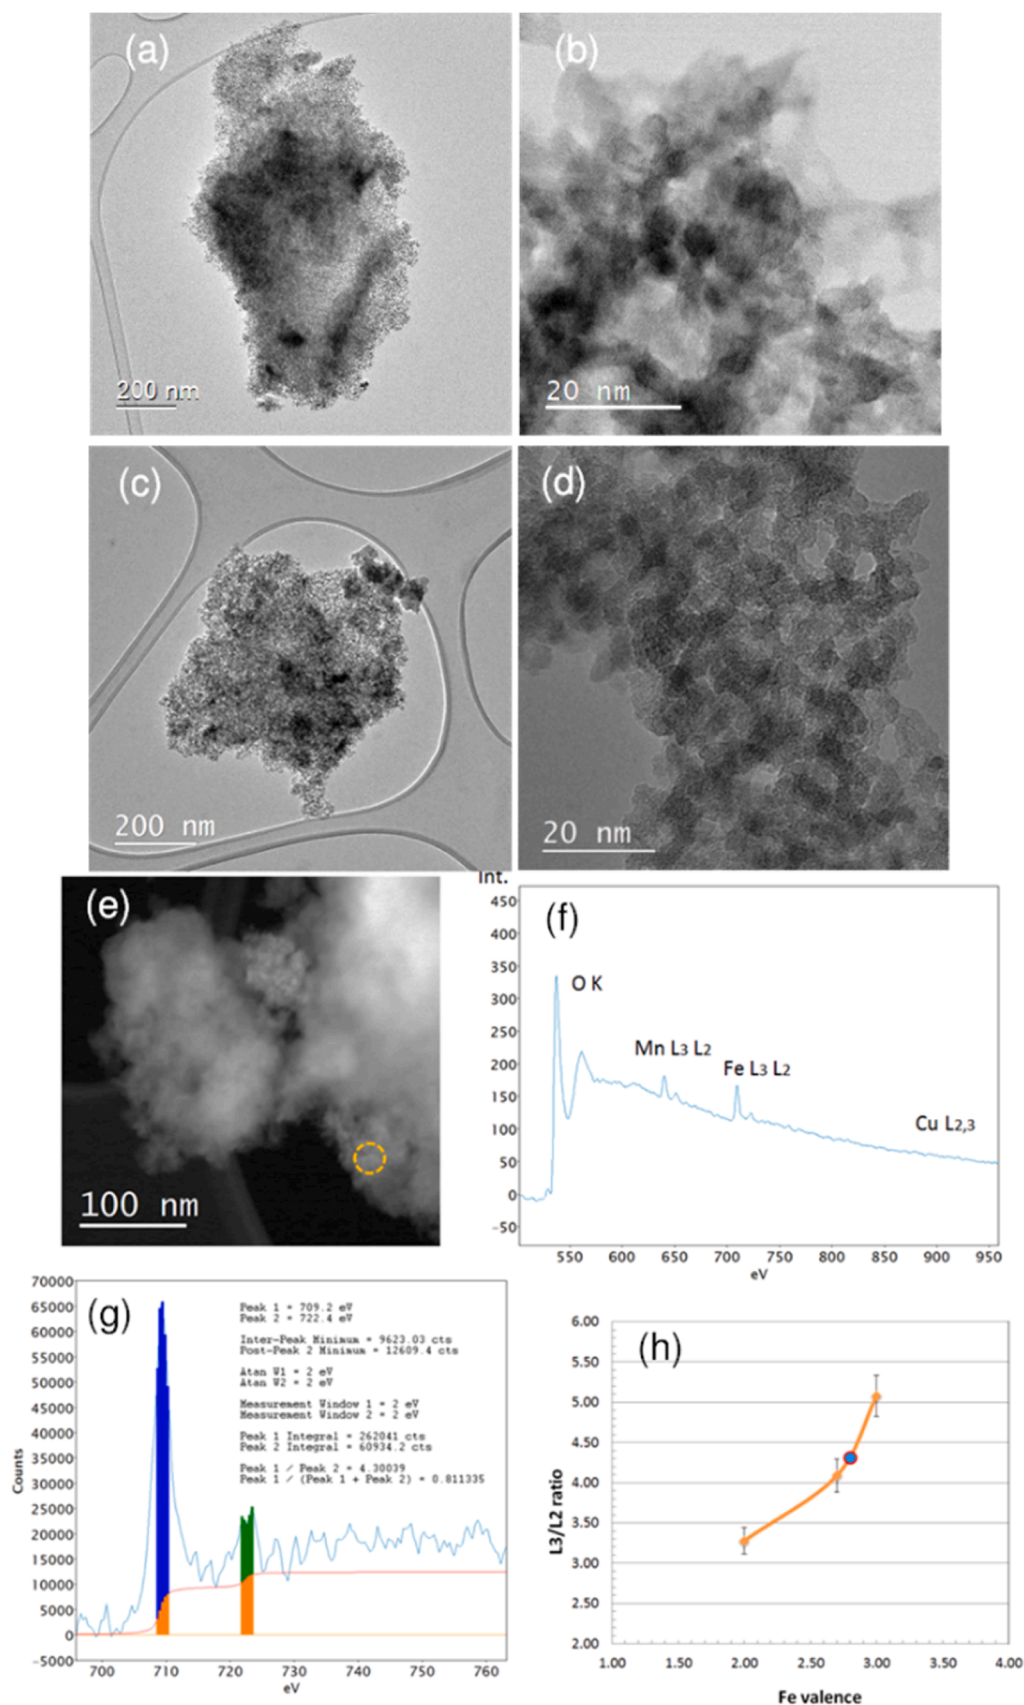 (a)
200 nm
(b)
20 nm
(c)
200 nm
(d)
20 nm
(e)
100 nm
Int.
(f)
450
400
350
300
250
200
150
100
50
0
-50
O K
Mn L3 L2
Fe L3 L2
Cu L2,3
550 600 650 700 750 800 850 900 950
eV
(g)
70000
65000
60000
55000
50000
45000
40000
35000
30000
25000
20000
15000
10000
5000
0
-5000
Counts
Peak 1 = 709.2 eV
Peak 2 = 722.4 eV
Inter-Peak Minimum = 9623.03 cts
Post-Peak 2 Minimum = 12609.4 cts
Atan W1 = 2 eV
Atan W2 = 2 eV
Measurement Window 1 = 2 eV
Measurement Window 2 = 2 eV
Peak 1 Integral = 262041 cts
Peak 2 Integral = 60934.2 cts
Peak 1 / Peak 2 = 4.30039
Peak 1 / (Peak 1 + Peak 2) = 0.811335
700 710 720 730 740 750 760
eV
(h)
6.00
5.50
5.00
4.50
4.00
3.50
3.00
2.50
2.00
L3/L2 ratio
1.00 1.50 2.00 2.50 3.00 3.50 4.00
Fe valence